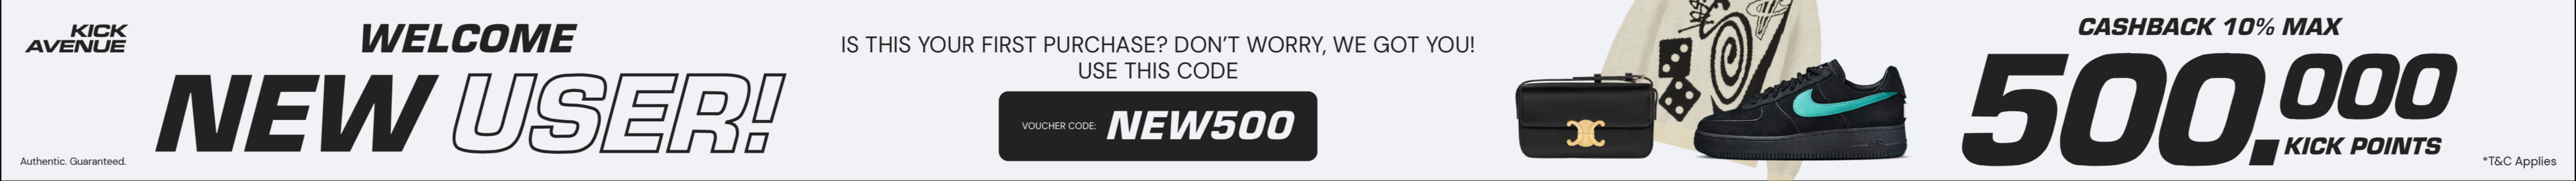 KICK
AVENUE
Authentic. Guaranteed.
WELCOME
NEW USER!
IS THIS YOUR FIRST PURCHASE? DON’T WORRY, WE GOT YOU!
USE THIS CODE
VOUCHER CODE: NEW500
CASHBACK 10% MAX
500.000
KICK POINTS
*T&C Applies